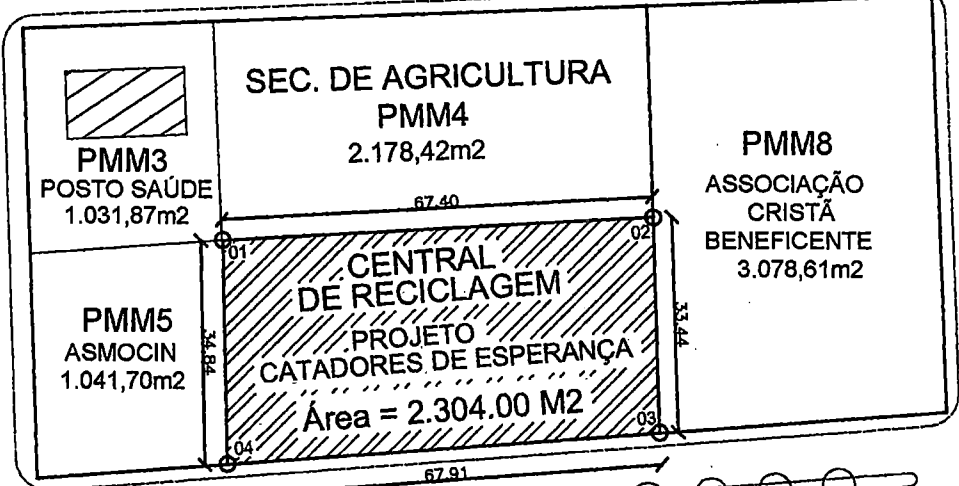 PMM3
POSTO SAÚDE
1.031,87m2
SEC. DE AGRICULTURA
PMM4
2.178,42m2
PMM8
ASSOCIAÇÃO
CRISTÃ
BENEFICENTE
3.078,61m2
67.40
01
02
CENTRAL
DE RECICLAGEM
PROJETO
CATADORES DE ESPERANÇA
Área = 2.304.00 M2
33.44
34.84
PMM5
ASMOCIN
1.041,70m2
03
04
67.91